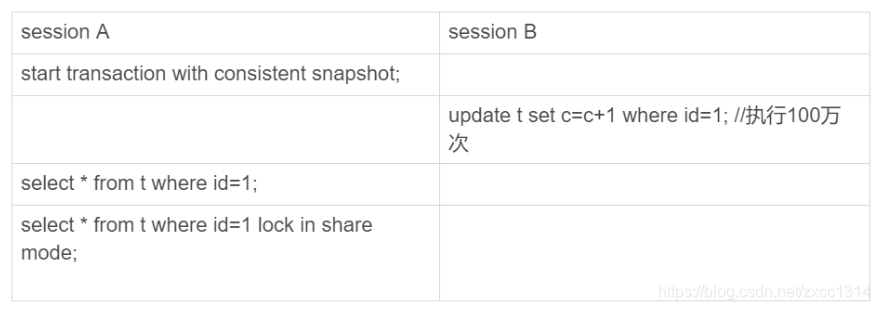 session A
session B
start transaction with consistent snapshot;
update t set c=c+1 where id=1; //执行100万
次
select * from t where id=1;
select * from t where id=1 lock in share
mode;
https://blog.csdn.net/zxcc1314